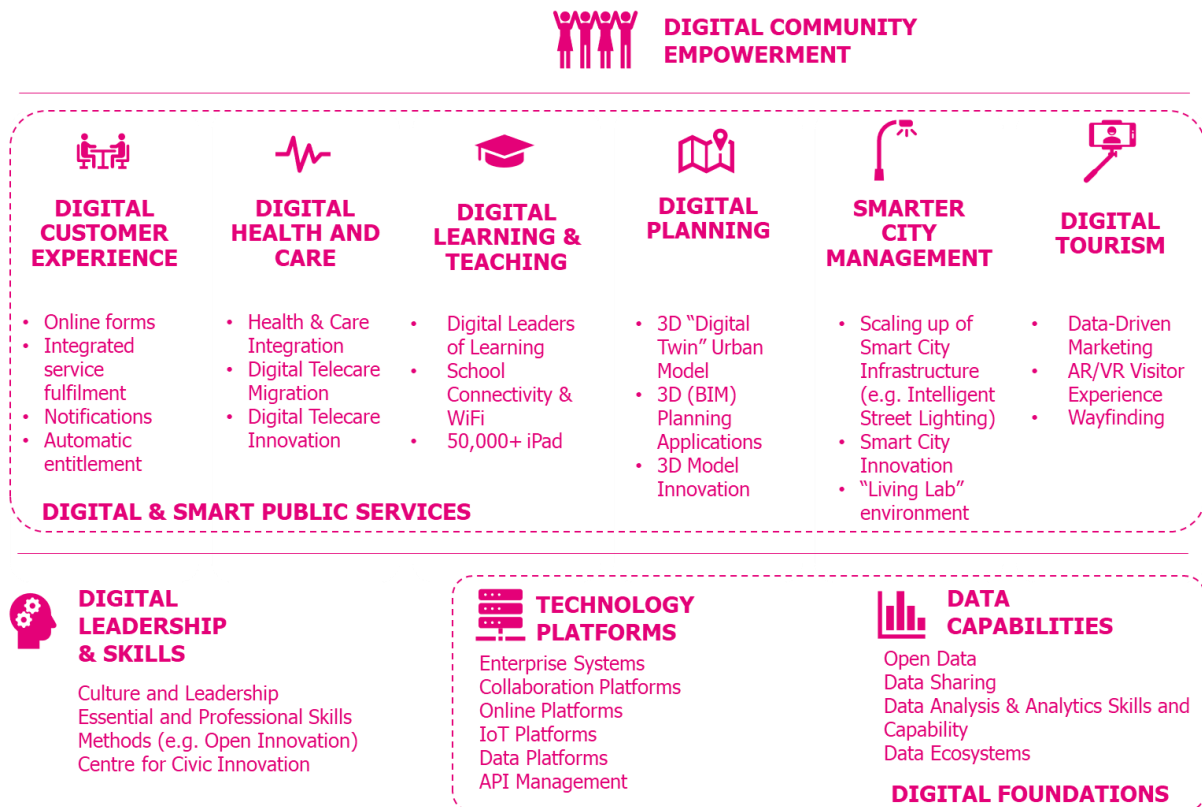 DIGITAL COMMUNITY
EMPOWERMENT
DIGITAL
CUSTOMER
EXPERIENCE
• Online forms
• Integrated
service
fulfilment
• Notifications
• Automatic
entitlement
DIGITAL
HEALTH AND
CARE
• Health & Care
Integration
• Digital Telecare
Migration
• Digital Telecare
Innovation
DIGITAL
LEARNING &
TEACHING
• Digital Leaders
of Learning
• School
Connectivity &
WiFi
• 50,000+ iPad
DIGITAL
PLANNING
• 3D “Digital
Twin” Urban
Model
• 3D (BIM)
Planning
Applications
• 3D Model
Innovation
SMARTER
CITY
MANAGEMENT
• Scaling up of
Smart City
Infrastructure
(e.g. Intelligent
Street Lighting)
• Smart City
Innovation
• “Living Lab”
environment
DIGITAL
TOURISM
• Data-Driven
Marketing
• AR/VR Visitor
Experience
• Wayfinding
DIGITAL & SMART PUBLIC SERVICES
DIGITAL
LEADERSHIP
& SKILLS
Culture and Leadership
Essential and Professional Skills
Methods (e.g. Open Innovation)
Centre for Civic Innovation
TECHNOLOGY
PLATFORMS
Enterprise Systems
Collaboration Platforms
Online Platforms
IoT Platforms
Data Platforms
API Management
DATA
CAPABILITIES
Open Data
Data Sharing
Data Analysis & Analytics Skills and
Capability
Data Ecosystems
DIGITAL FOUNDATIONS